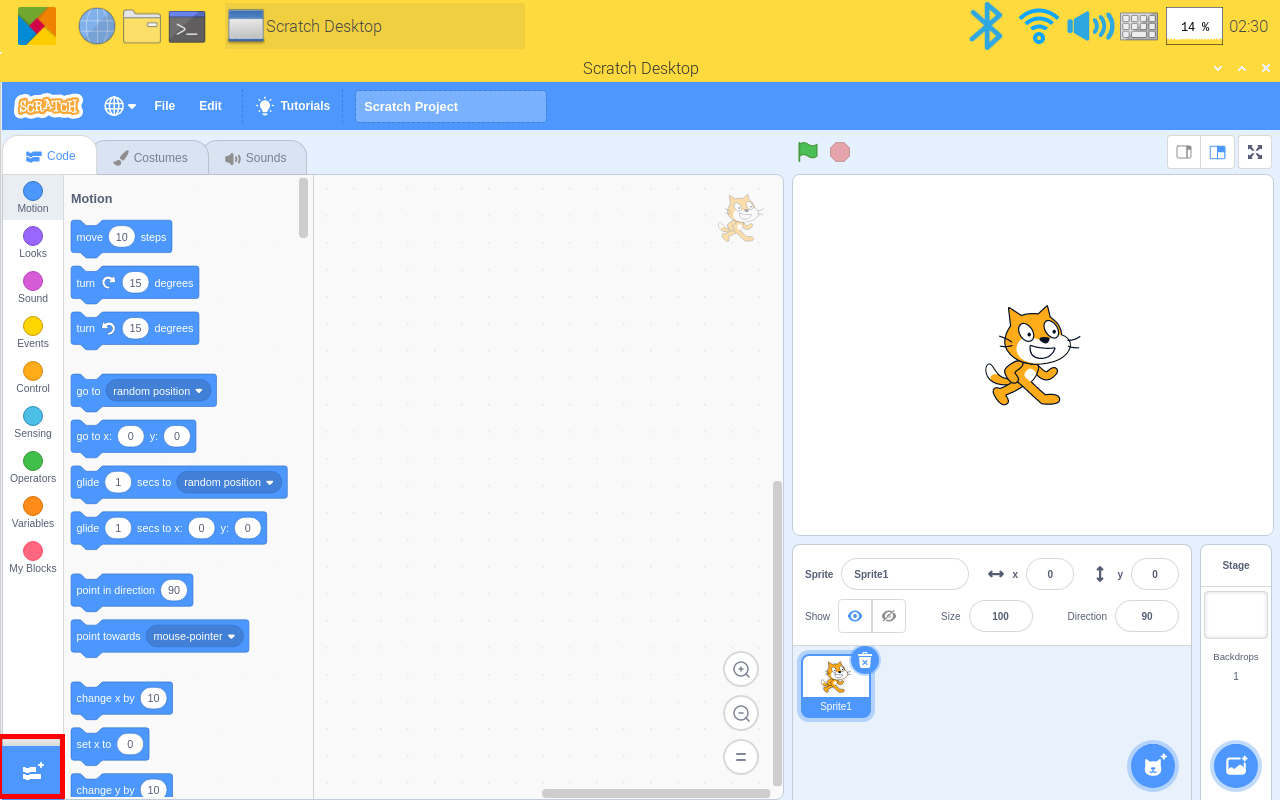 Scratch Desktop
14 %
02:30
Scratch Desktop
SCRATCH
File
Edit
Tutorials
Scratch Project
Code
Costumes
Sounds
Motion
Looks
Sound
Events
Control
Sensing
Operators
Variables
My Blocks
Motion
move 10 steps
turn 15 degrees
turn 15 degrees
go to random position
go to x: 0 y: 0
glide 1 secs to random position
glide 1 secs to x: 0 y: 0
point in direction 90
point towards mouse-pointer
change x by 10
set x to 0
change y by 10
Sprite Sprite1 x 0 y 0
Show Size 100 Direction 90
Sprite1
Stage
Backdrops
1